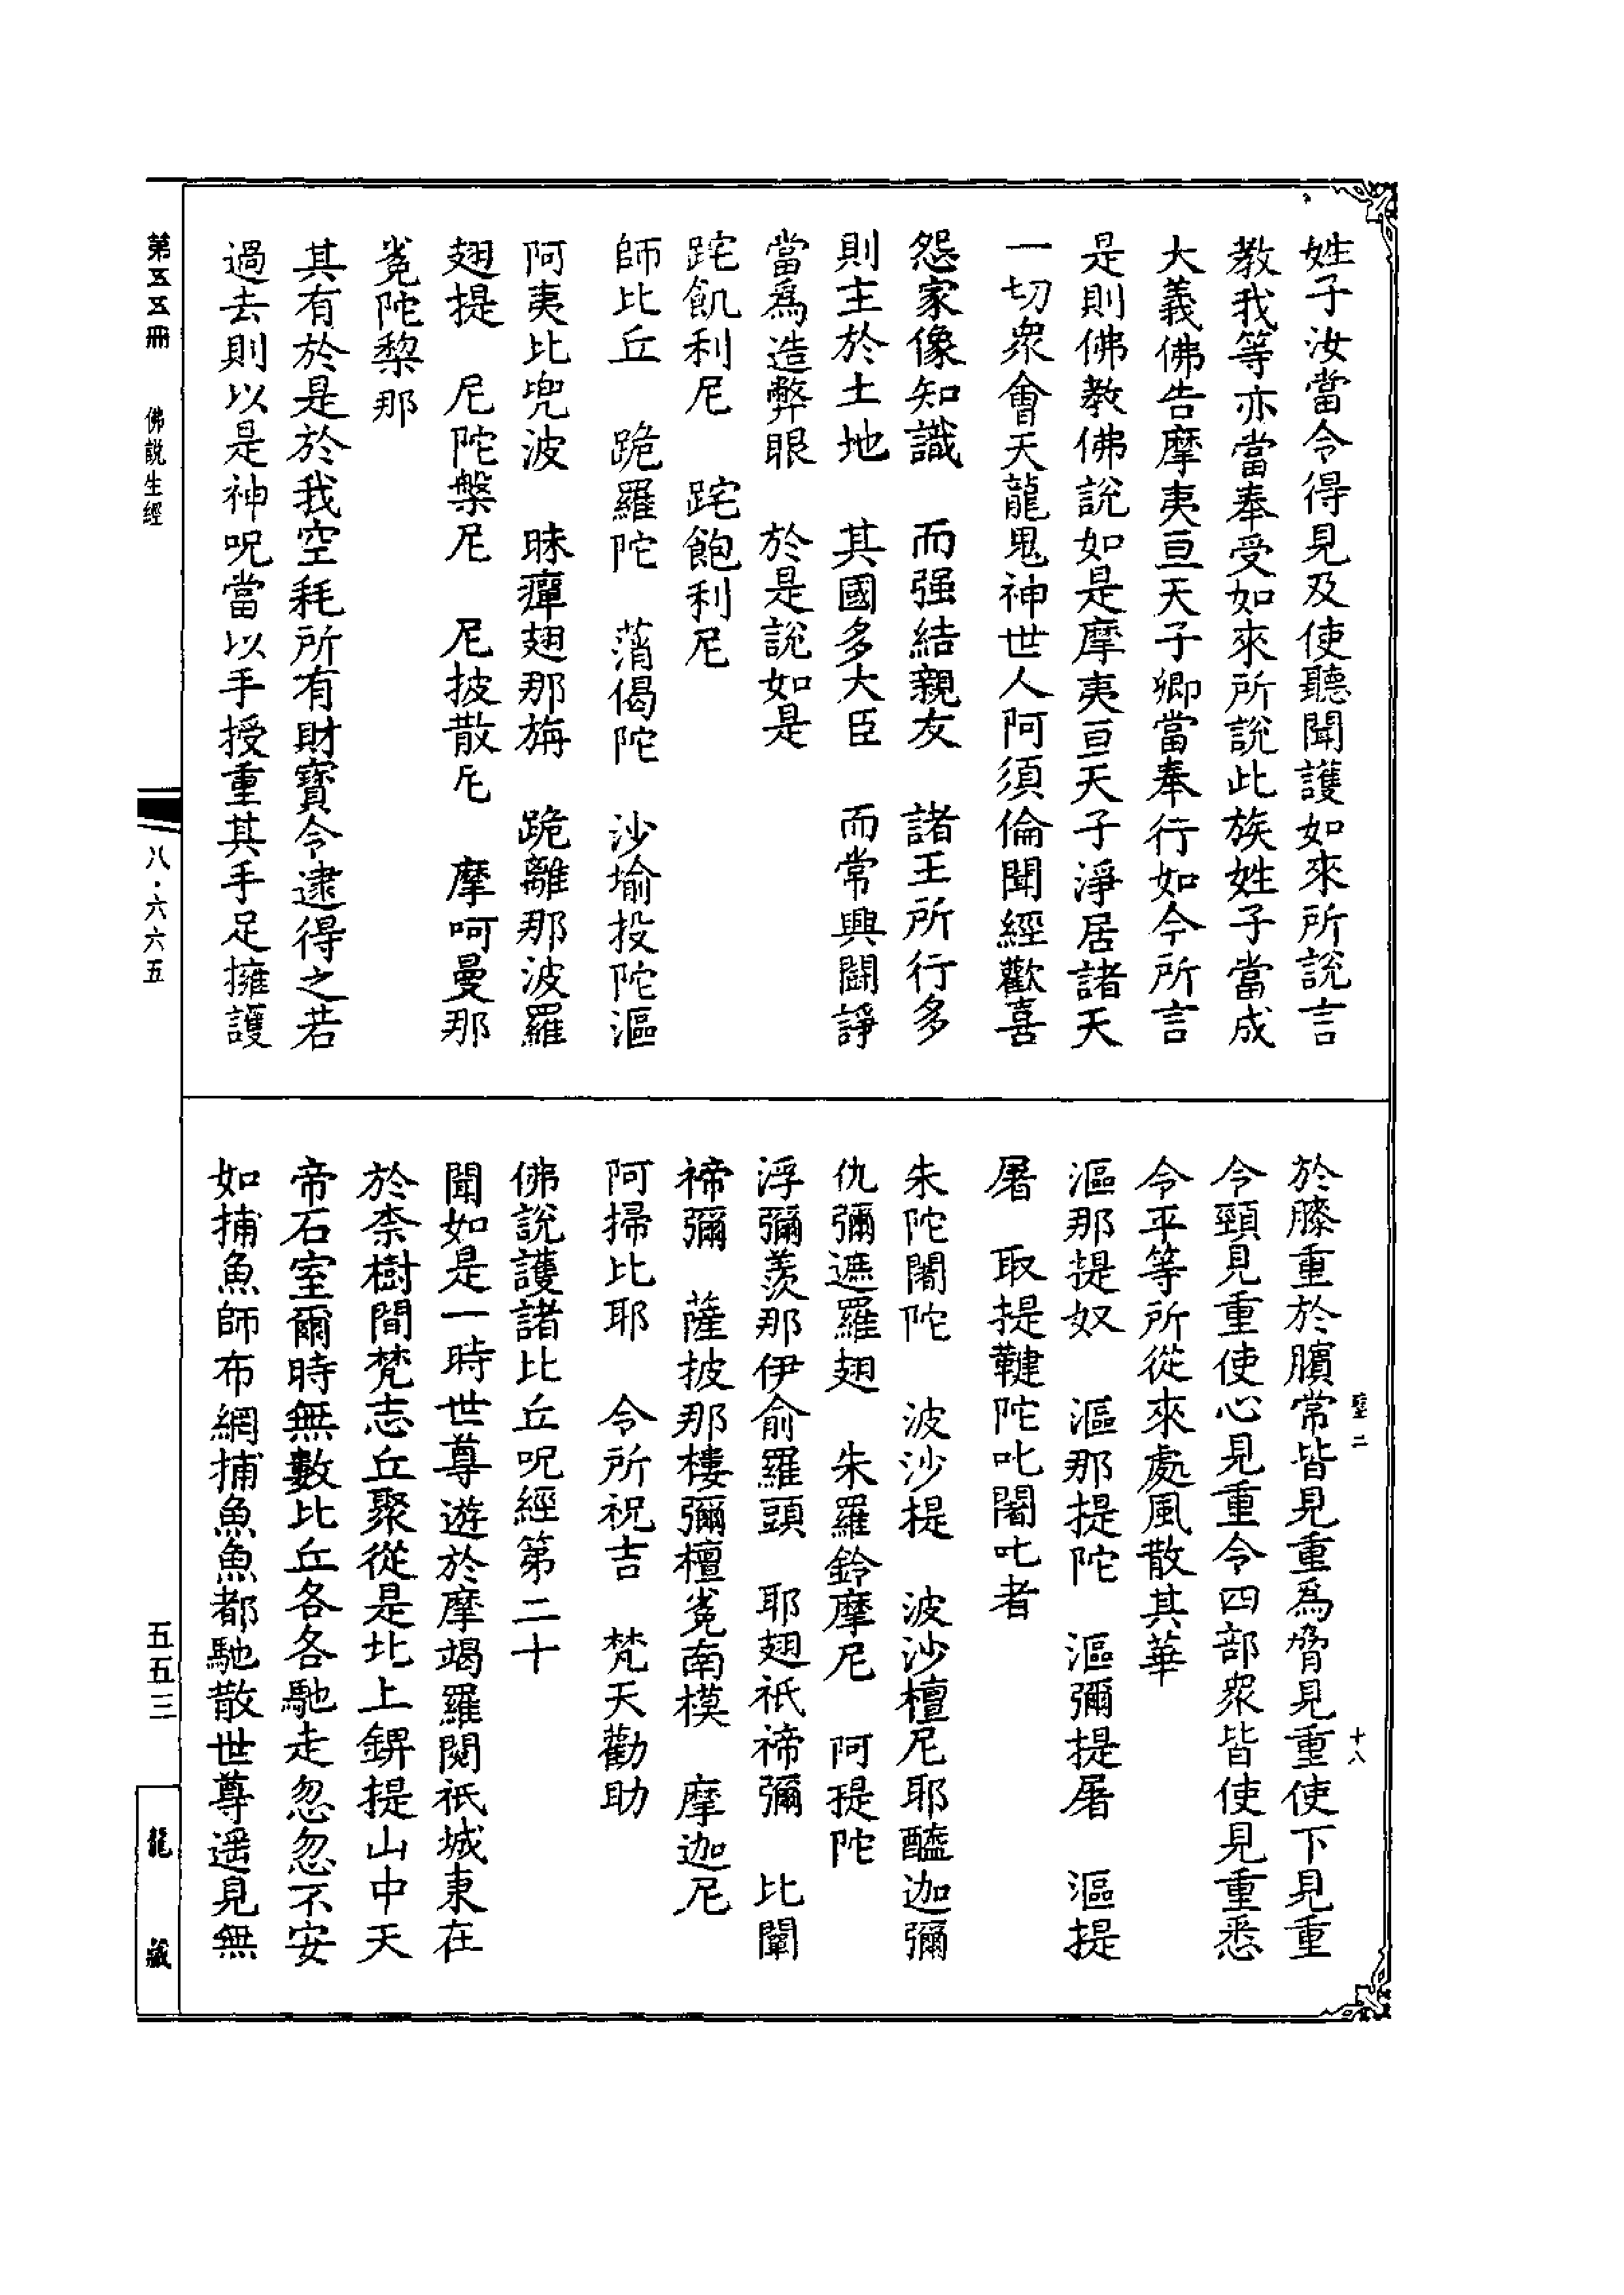 姓子汝當令得見及使聽聞護如來所說言
教我等亦當奉受如來所說此族姓子當成
大義佛告摩夷亘天子卿當奉行如今所言
是則佛教佛說如是摩夷亘天子淨居諸天
一切衆會天龍鬼神世人阿須倫聞經歡喜
怨家像知識　而强結親友　諸王所行多
則主於土地　其國多大臣　而常興鬪諍
當爲造弊眼　於是說如是
跎飢利尼　跎飽利尼
師比丘　跪羅陀　蒲偈陀　沙堬投陀漚
阿夷比兜波　昧癉翅那旃　跪離那波羅
翅提　尼陀槃尼　尼披散尼　摩呵曼那
㝹陀犂那
其有於是於我空耗所有財寶令逮得之若
過去則以是神呪當以手授重其手足擁護
於膝重於臏常皆見重爲脅見重使下見重
令頸見重使心見重令四部衆皆使見重悉
令平等所從來處風散其華
漚那提奴　漚那提陀　漚彌提屠　漚提
屠　取提鞬陀叱闍叱者
朱陀闍陀　波沙提　波沙檀尼耶醯迦彌
仇彌遮羅翅　朱羅鈴摩尼　阿提陀
浮彌羨那伊俞羅頭　耶翅祇禘彌　比闡
禘彌　薩披那樓彌檀㝹南模　摩迦尼
阿掃比耶　令所祝吉　梵天勸助
佛說護諸比丘呪經第二十
聞如是一時世尊遊於摩竭羅閱祇城東在
於柰樹間梵志丘聚從是北上錍提山中天
帝石室爾時無數比丘各各馳走忽忽不安
如捕魚師布網捕魚魚都馳散世尊遥見無
壁二
十八
第五五冊
佛說生經
八·六六五
五五三
龍藏